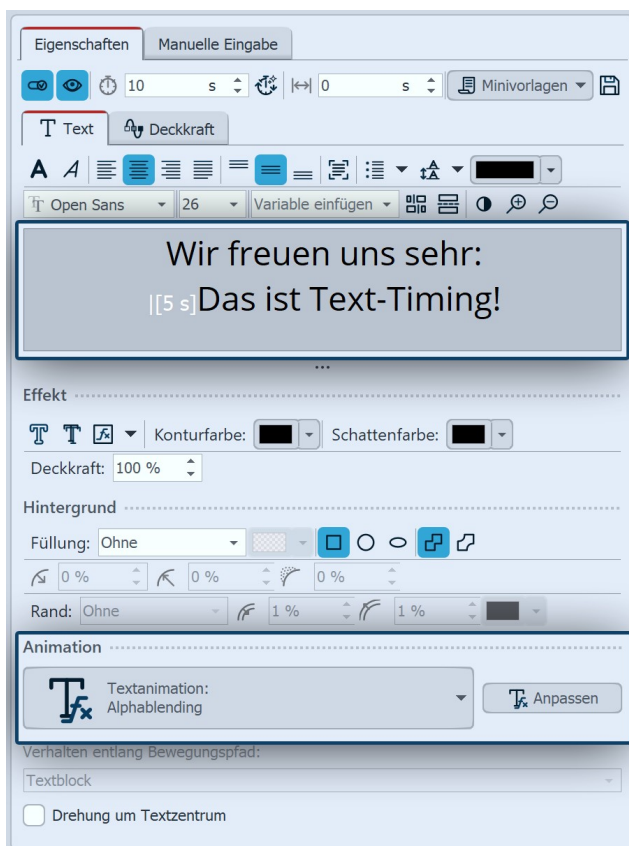 Eigenschaften Manuelle Eingabe
10 s 0 s Minivorlagen
T Text Deckkraft
A A
Open Sans 26 Variable einfügen
Wir freuen uns sehr:
|[5 s]Das ist Text-Timing!
...
Effekt
Konturfarbe: Schattenfarbe:
Deckkraft: 100 %
Hintergrund
Füllung: Ohne
0 % 0 % 0 %
Rand: Ohne 1 % 1 %
Animation
Textanimation:
Alphablending
Anpassen
Verhalten entlang Bewegungspfad:
Textblock
Drehung um Textzentrum